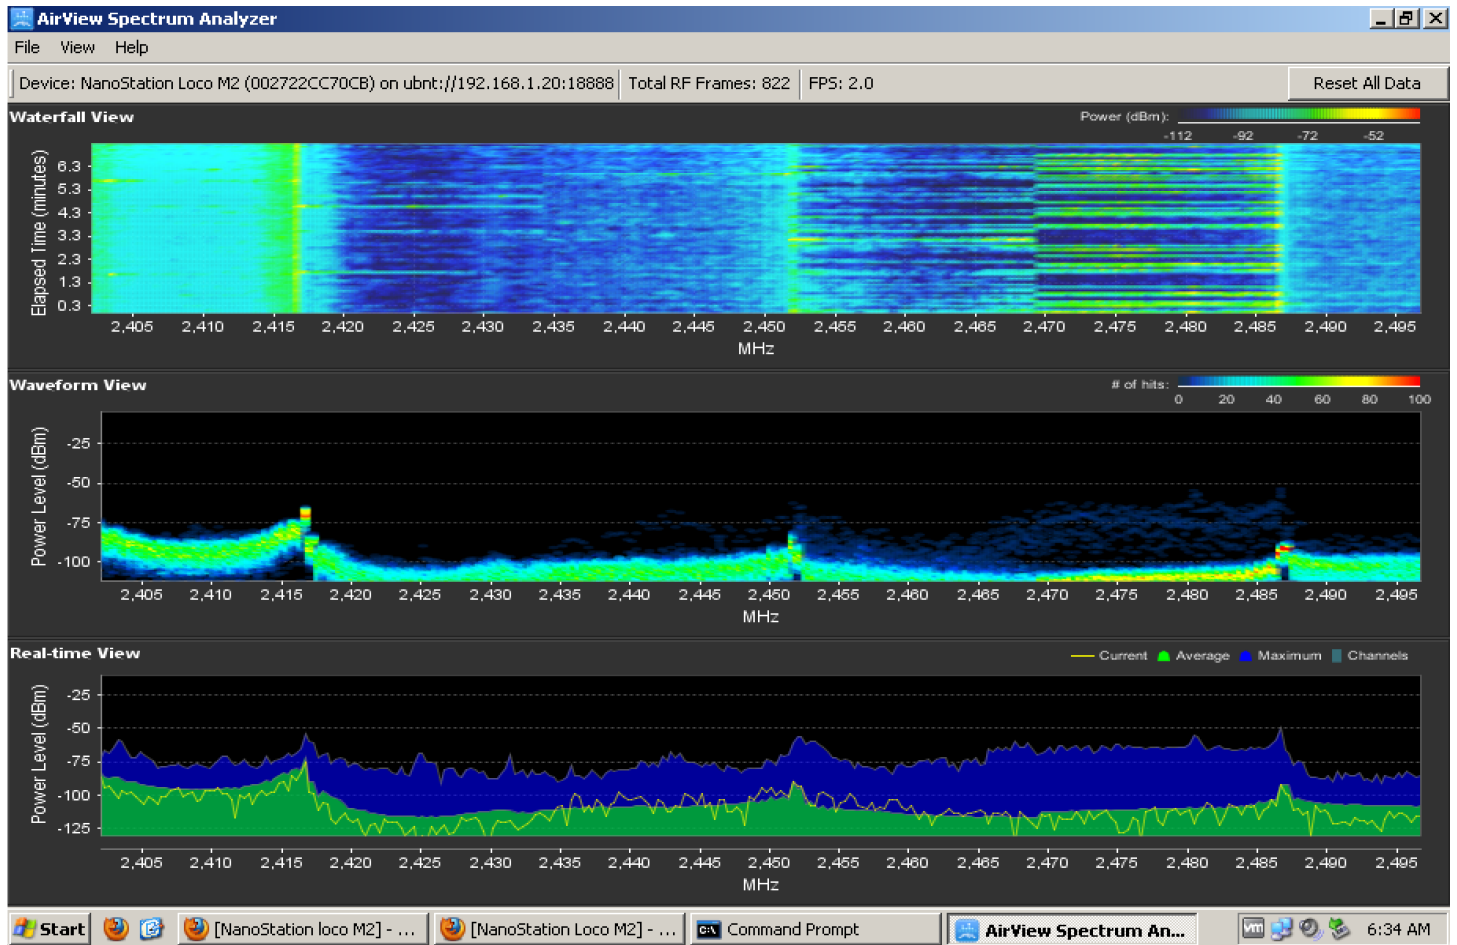 AirView Spectrum Analyzer
File View Help
Device: NanoStation Loco M2 (002722CC70CB) on ubnt://192.168.1.20:18888 Total RF Frames: 822 FPS: 2.0 Reset All Data
Waterfall View
Power (dBm):
-112 -92 -72 -52
Elapsed Time (minutes)
6.3
5.3
4.3
3.3
2.3
1.3
0.3
2,405 2,410 2,415 2,420 2,425 2,430 2,435 2,440 2,445 2,450 2,455 2,460 2,465 2,470 2,475 2,480 2,485 2,490 2,495
MHz
Waveform View
# of hits:
0 20 40 60 80 100
Power Level (dBm)
-25
-50
-75
-100
2,405 2,410 2,415 2,420 2,425 2,430 2,435 2,440 2,445 2,450 2,455 2,460 2,465 2,470 2,475 2,480 2,485 2,490 2,495
MHz
Real-time View
Current Average Maximum Channels
Power Level (dBm)
-25
-50
-75
-100
-125
2,405 2,410 2,415 2,420 2,425 2,430 2,435 2,440 2,445 2,450 2,455 2,460 2,465 2,470 2,475 2,480 2,485 2,490 2,495
MHz
Start [NanoStation loco M2] - ... [NanoStation Loco M2] - ... Command Prompt AirView Spectrum An... 6:34 AM